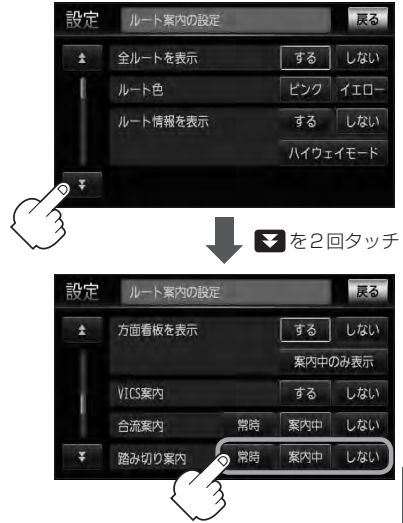 設定 ルート案内の設定 戻る
全ルートを表示 する しない
ルート色 ピンク イエロー
ルート情報を表示 する しない
ハイウェイモード
を2回タッチ
設定 ルート案内の設定 戻る
方面看板を表示 する しない
案内中のみ表示
VICS案内 する しない
合流案内 常時 案内中 しない
踏み切り案内 常時 案内中 しない